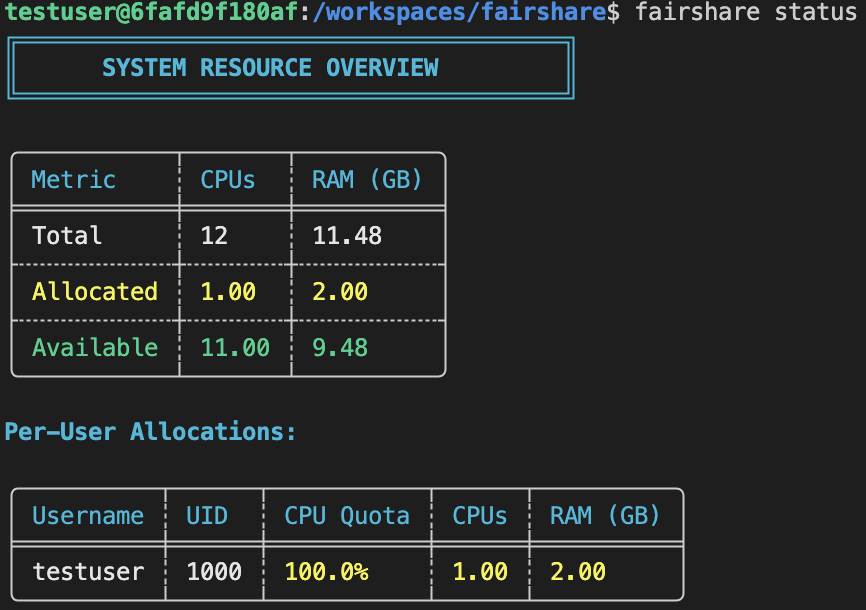 testuser@6fafd9f180af:/workspaces/fairshare$ fairshare status
SYSTEM RESOURCE OVERVIEW
Metric CPUs RAM (GB)
Total 12 11.48
Allocated 1.00 2.00
Available 11.00 9.48
Per-User Allocations:
Username UID CPU Quota CPUs RAM (GB)
testuser 1000 100.0% 1.00 2.00